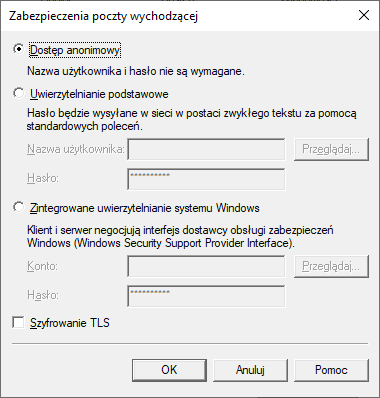 Zabezpieczenia poczty wychodzącej
Dostęp anonimowy
Nazwa użytkownika i hasło nie są wymagane.
Uwierzytelnianie podstawowe
Hasło będzie wysyłane w sieci w postaci zwykłego tekstu za pomocą
standardowych poleceń.
Nazwa użytkownika:
Przeglądaj...
Hasło:
**********
Zintegrowane uwierzytelnianie systemu Windows
Klient i serwer negocjują interfejs dostawcy obsługi zabezpieczeń
Windows (Windows Security Support Provider Interface).
Konto:
Przeglądaj...
Hasło:
**********
Szyfrowanie TLS
OK
Anuluj
Pomoc